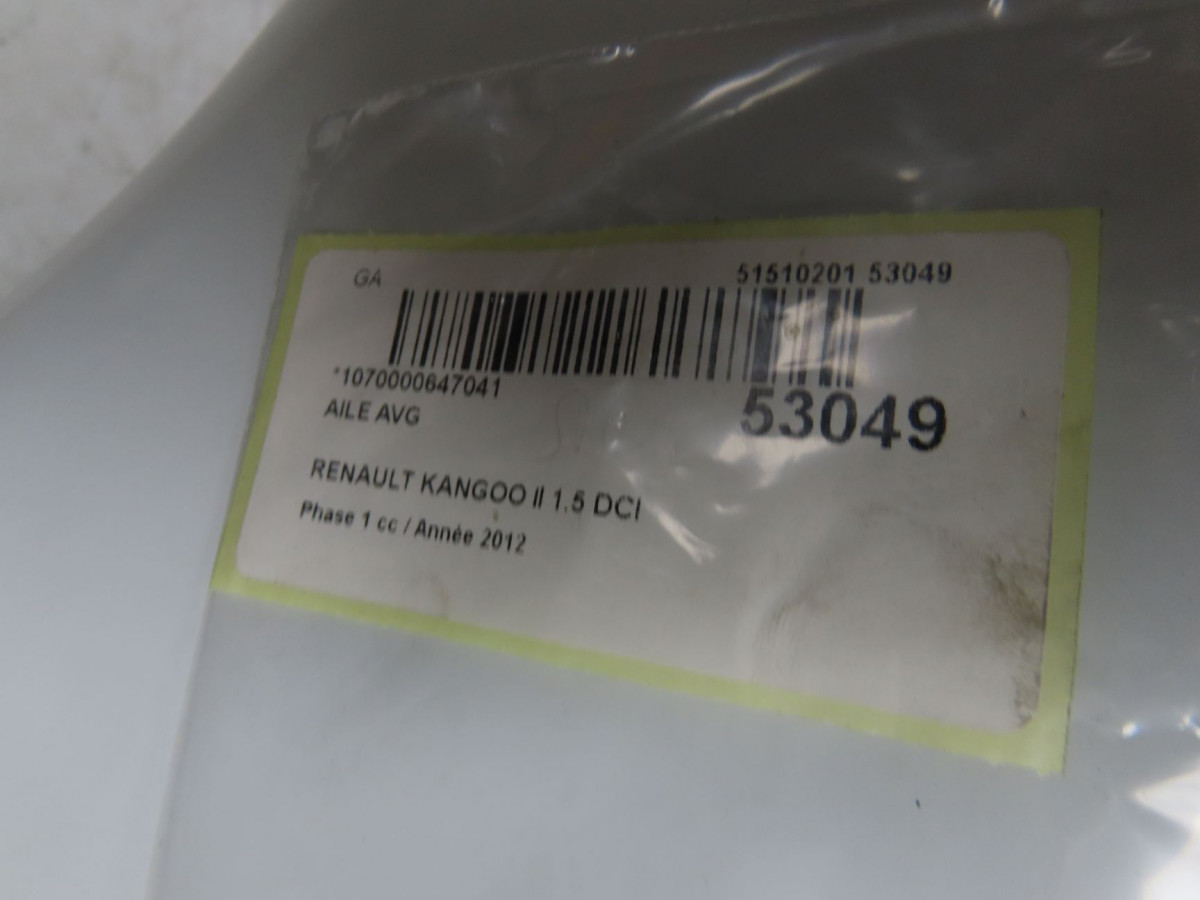 GA
51510201 53049
*1070000647041
53049
AILE AVG
RENAULT KANGOO II 1.5 DCI
Phase 1 cc / Année 2012